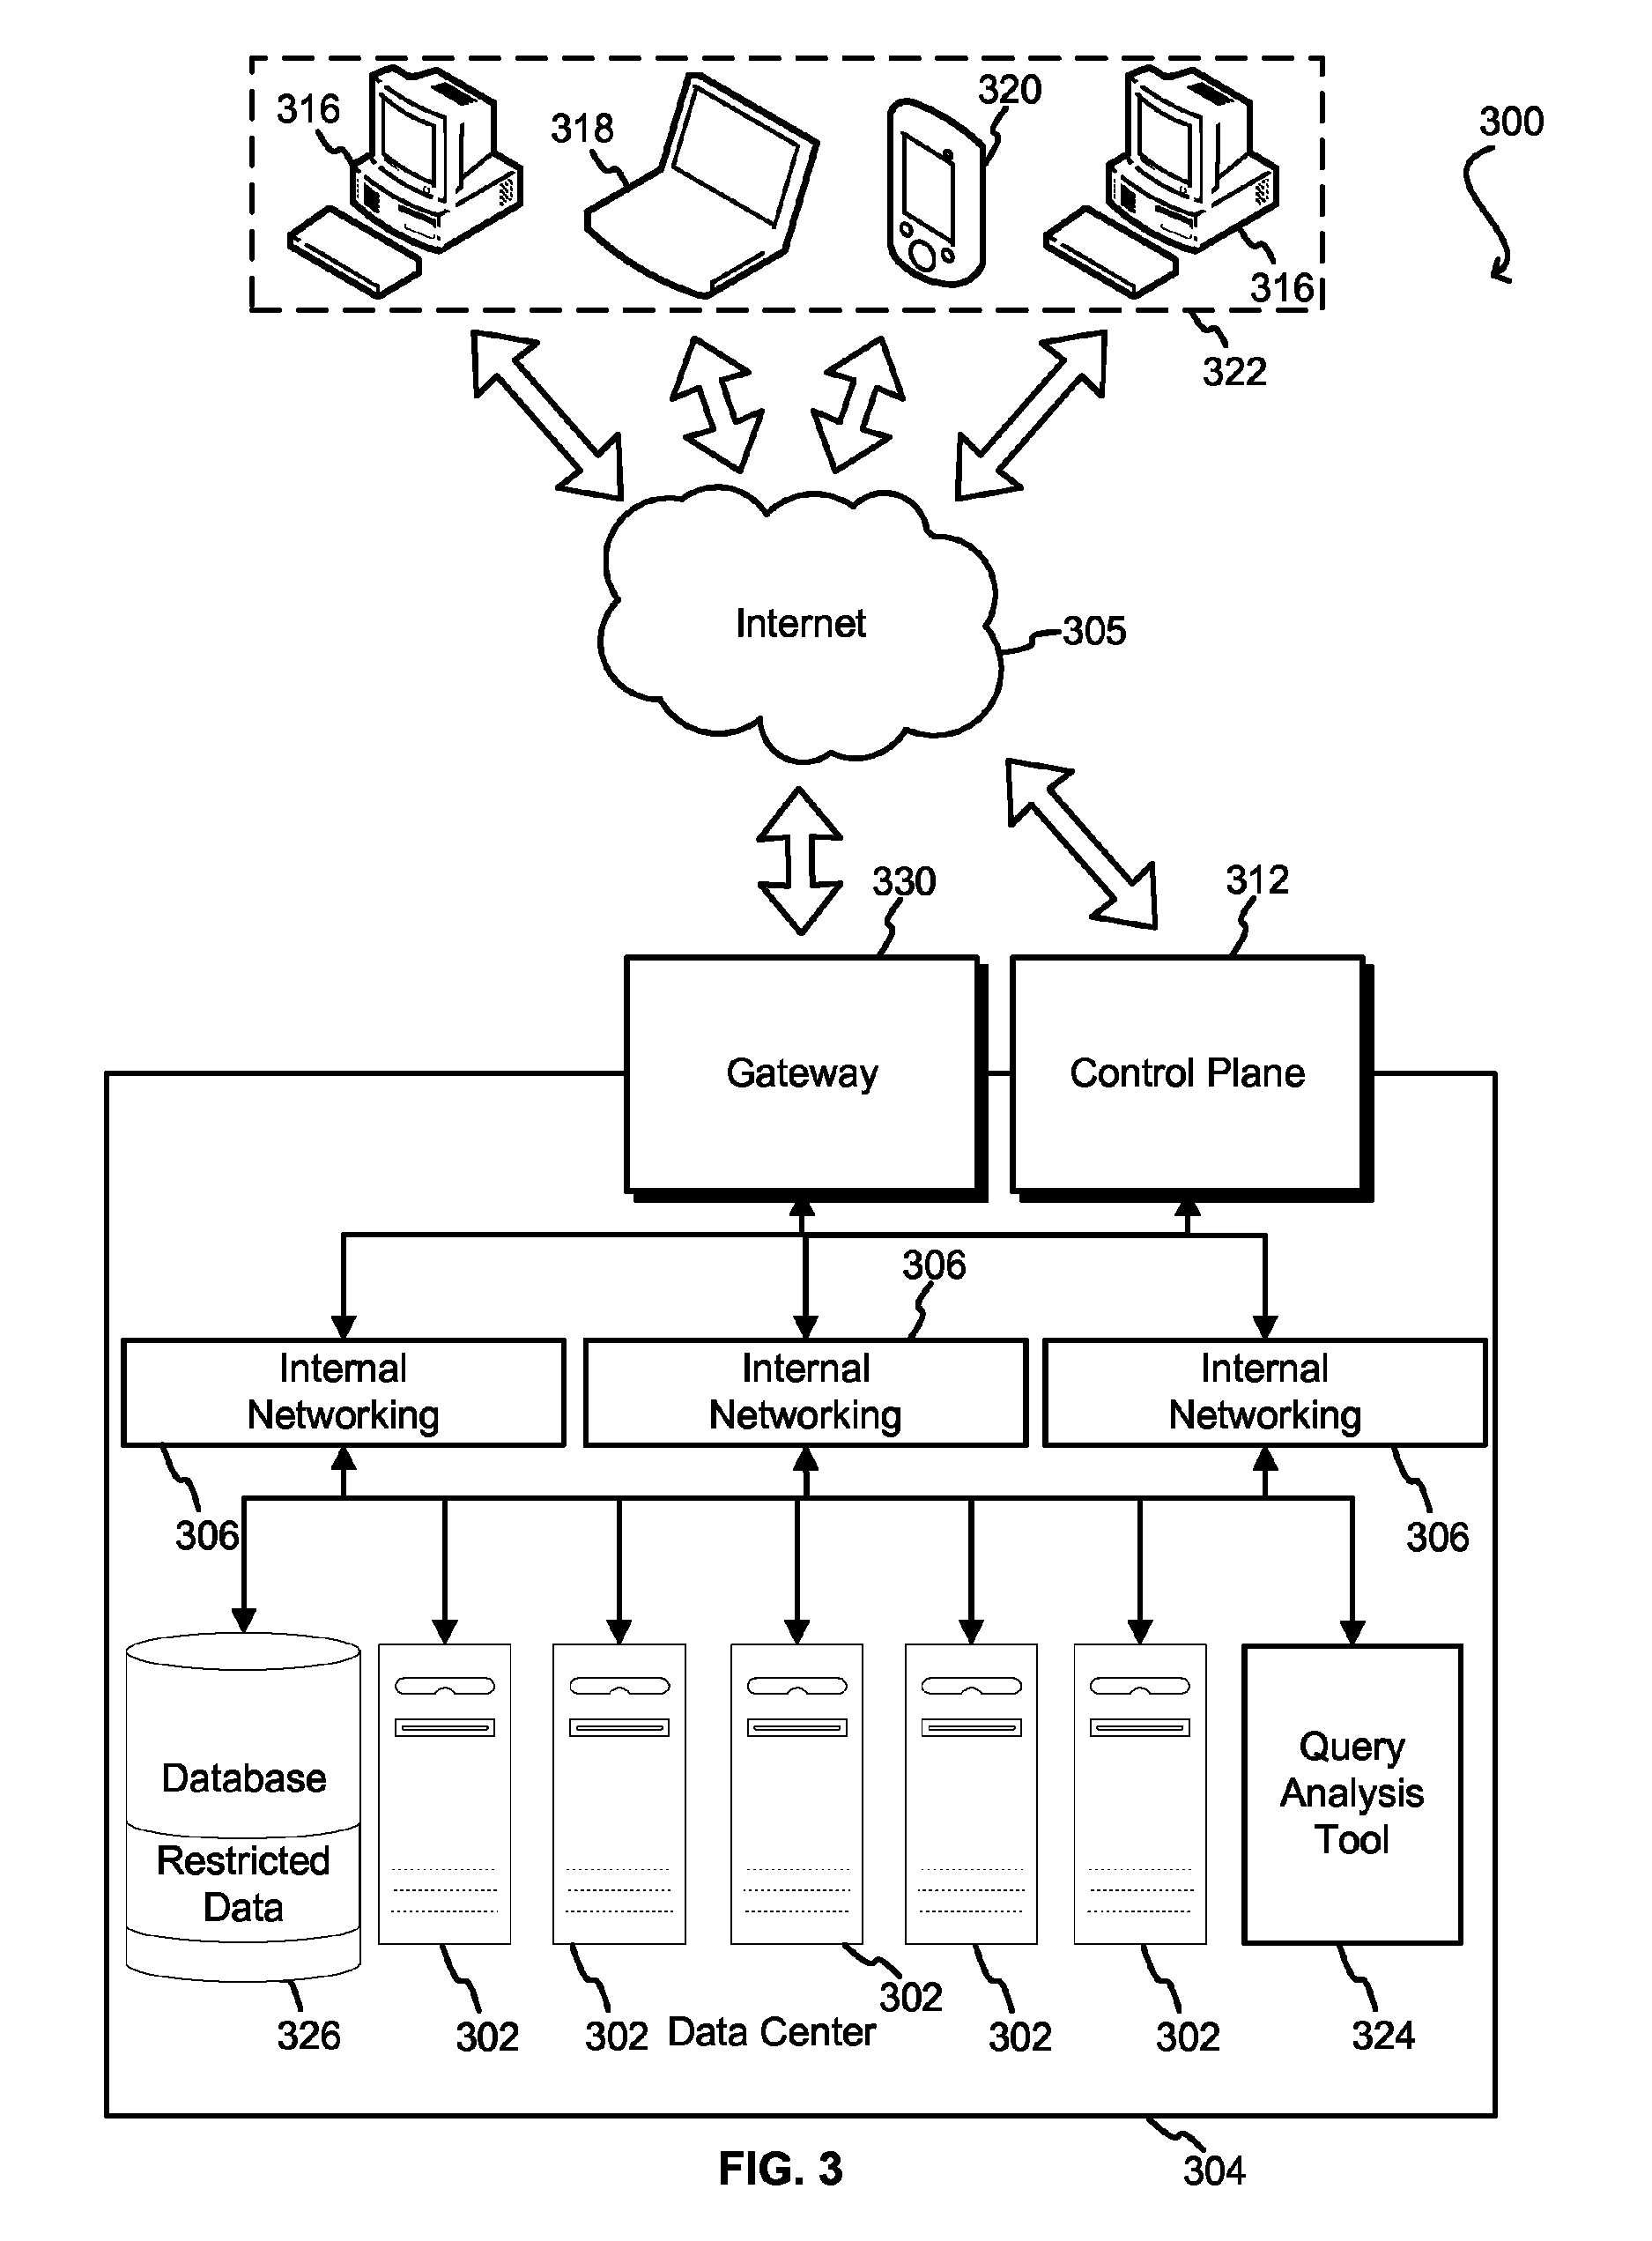 316
318
320
316
322
300
Internet
305
330
312
Gateway
Control Plane
306
Internal
Networking
Internal
Networking
Internal
Networking
306
306
Database
Restricted
Data
Query
Analysis
Tool
326
302
302
302
302
302
324
Data Center
304
FIG. 3